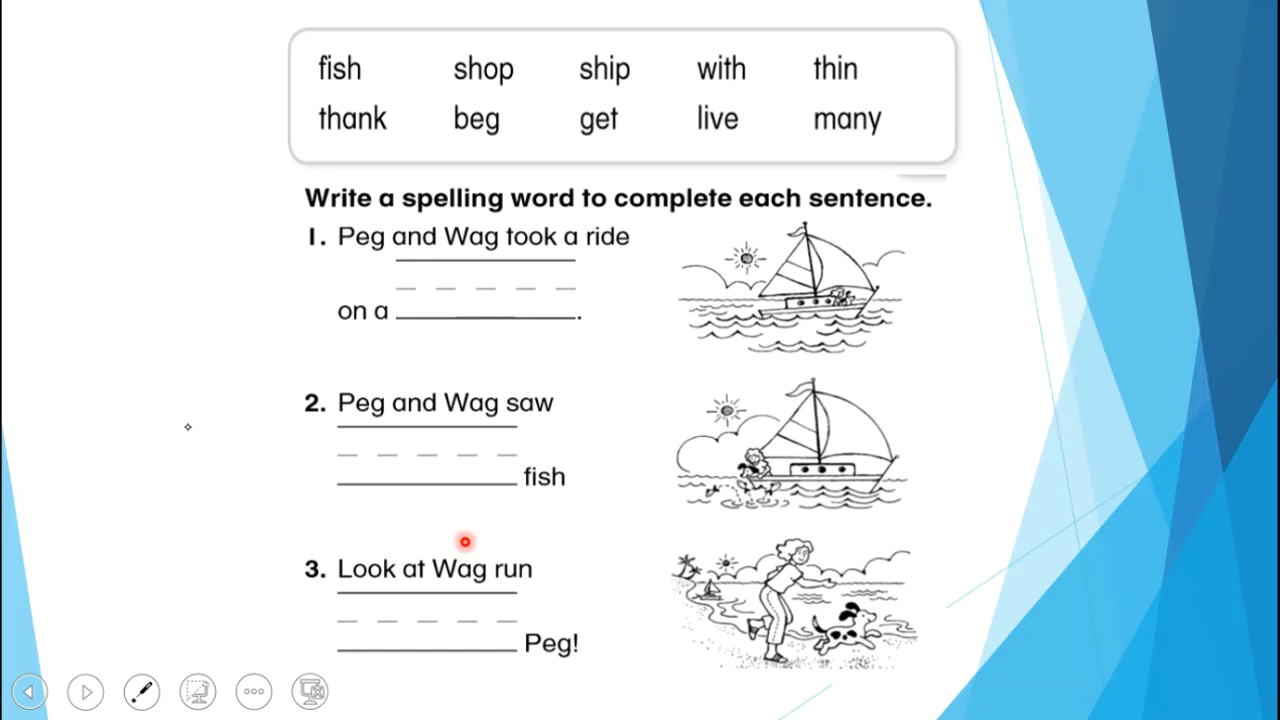 fish shop ship with thin
thank beg get live many
Write a spelling word to complete each sentence.
1. Peg and Wag took a ride
on a .
2. Peg and Wag saw
fish
3. Look at Wag run
Peg!